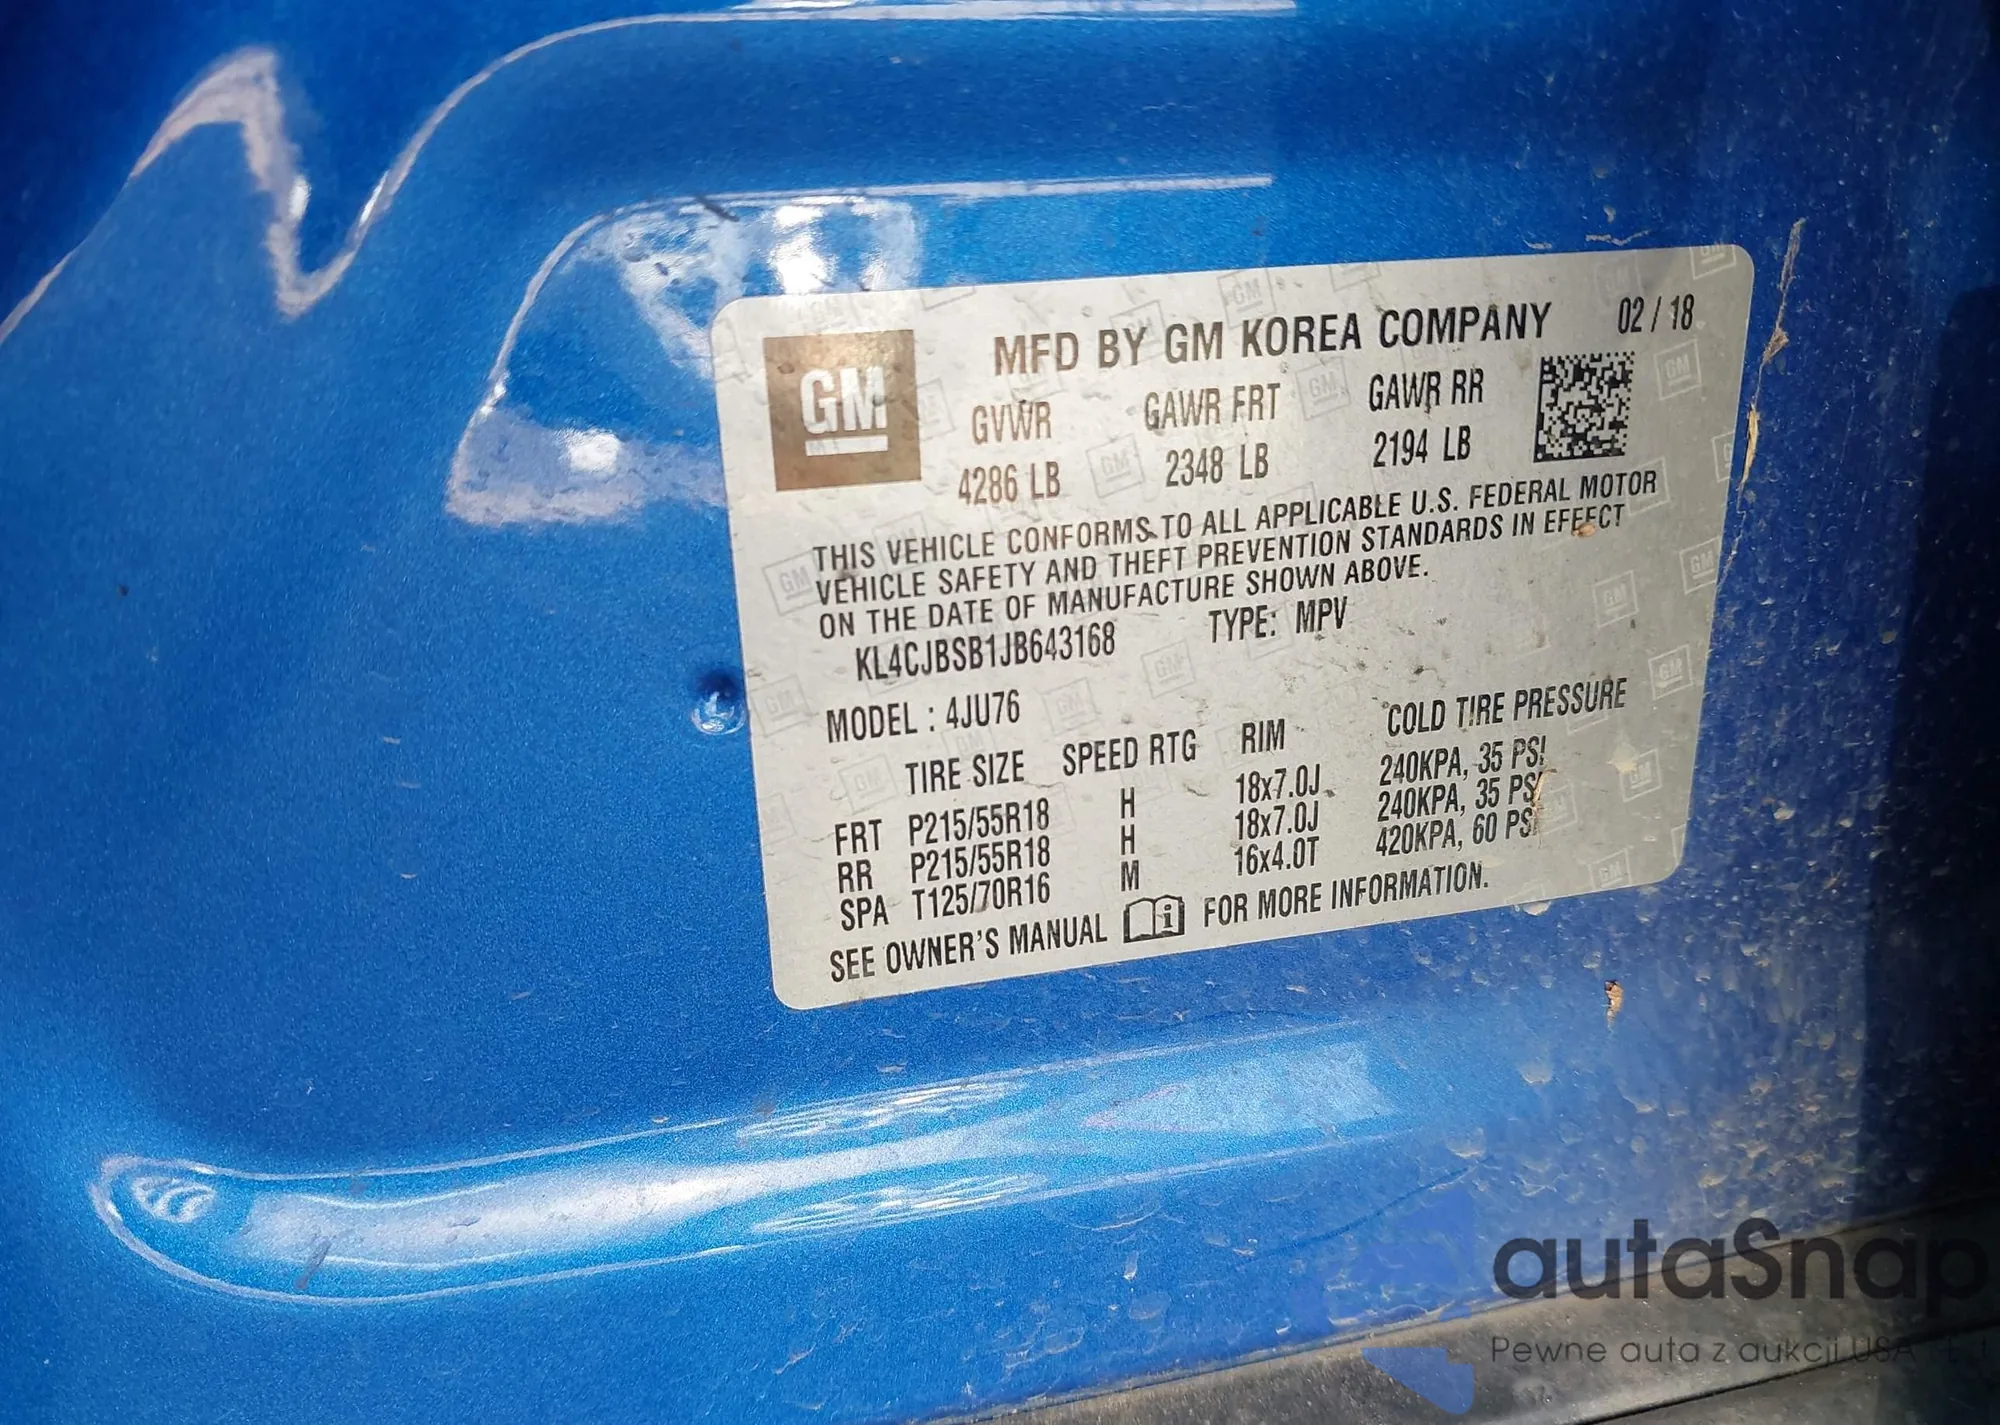 MFD BY GM KOREA COMPANY 02 / 18
GM
GVWR GAWR FRT GAWR RR
4286 LB 2348 LB 2194 LB
THIS VEHICLE CONFORMS TO ALL APPLICABLE U.S. FEDERAL MOTOR
VEHICLE SAFETY AND THEFT PREVENTION STANDARDS IN EFFECT
ON THE DATE OF MANUFACTURE SHOWN ABOVE.
KL4CJBSB1JB643168 TYPE: MPV
MODEL : 4JU76
TIRE SIZE SPEED RTG RIM COLD TIRE PRESSURE
FRT P215/55R18 H 18x7.0J 240KPA, 35 PSI
RR P215/55R18 H 18x7.0J 240KPA, 35 PSI
SPA T125/70R16 M 16x4.0T 420KPA, 60 PSI
SEE OWNER'S MANUAL FOR MORE INFORMATION.
autaSnap
Pewne auta z aukcji USA